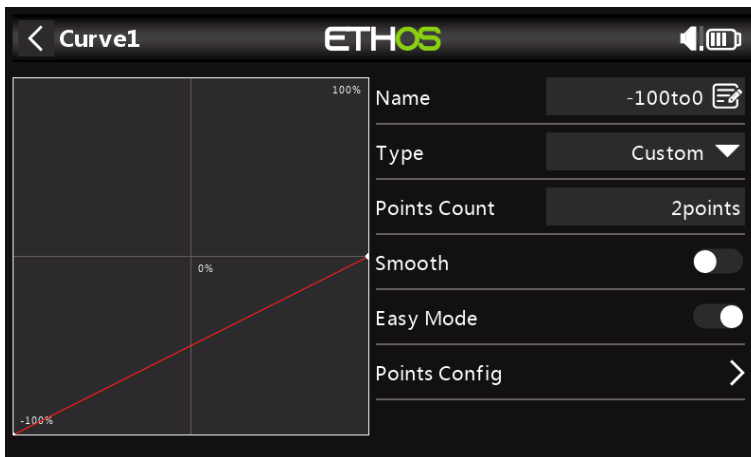 Curve1
ETHOS
100%
0%
-100%
Name
-100to0
Type
Custom
Points Count
2points
Smooth
Easy Mode
Points Config